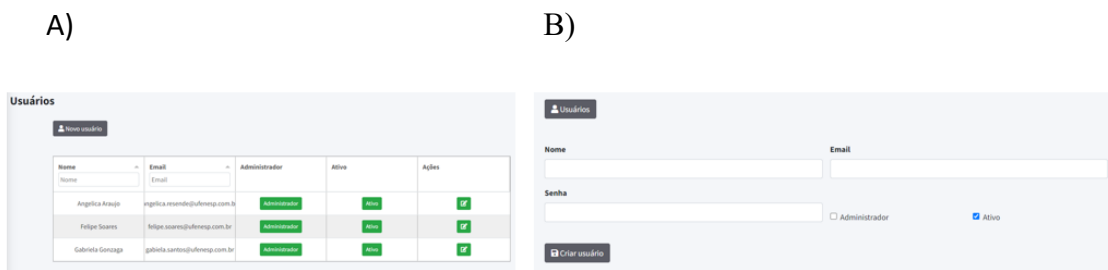 A)
B)
Usuários
Novo usuário
Nome Email Administrador Ativo Ações
Nome Email
Angelica Araujo angelica.resende@ufenesp.com.b Administrador Ativo
Felipe Soares felipe.soares@ufenesp.com.br Administrador Ativo
Gabriela Gonzaga gabiela.santos@ufenesp.com.br Administrador Ativo
Usuários
Nome Email
Senha
Administrador Ativo
Criar usuário